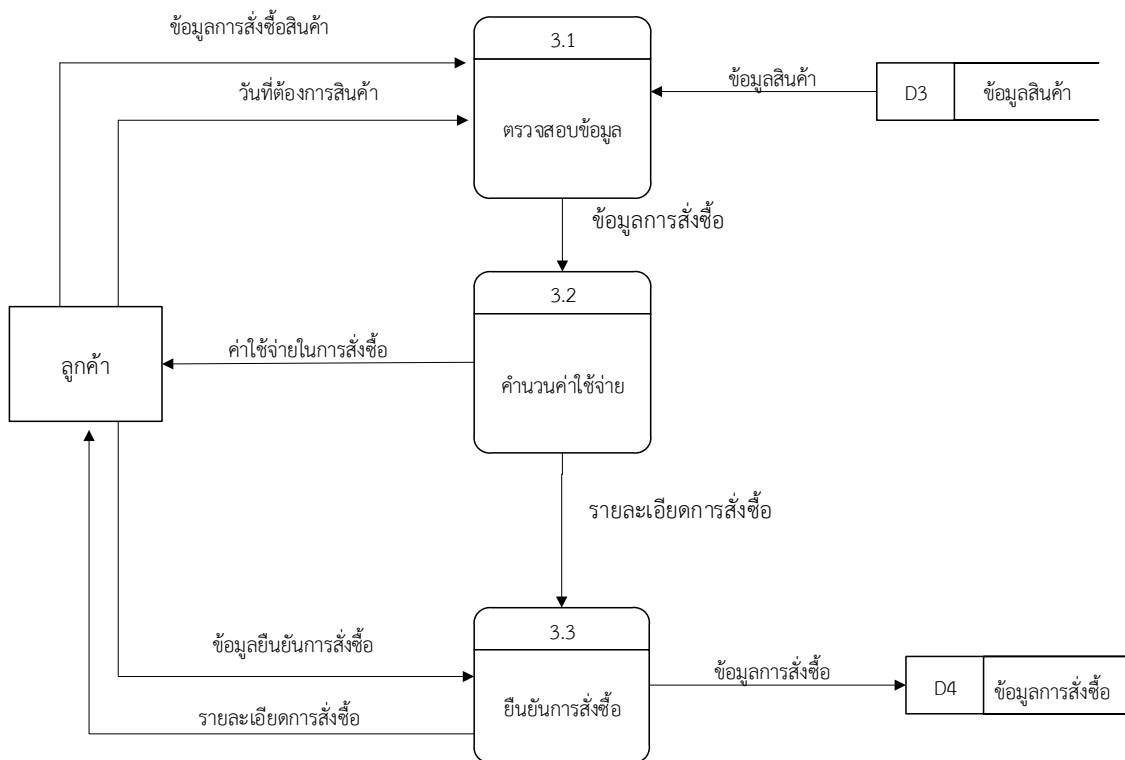 ข้อมูลการสั่งซื้อสินค้า
3.1
วันที่ต้องการสินค้า
ข้อมูลสินค้า
D3
ข้อมูลสินค้า
ตรวจสอบข้อมูล
ข้อมูลการสั่งซื้อ
3.2
ค่าใช้จ่ายในการสั่งซื้อ
ลูกค้า
คำนวนค่าใช้จ่าย
รายละเอียดการสั่งซื้อ
3.3
ข้อมูลยืนยันการสั่งซื้อ
ข้อมูลการสั่งซื้อ
D4
ข้อมูลการสั่งซื้อ
ยืนยันการสั่งซื้อ
รายละเอียดการสั่งซื้อ